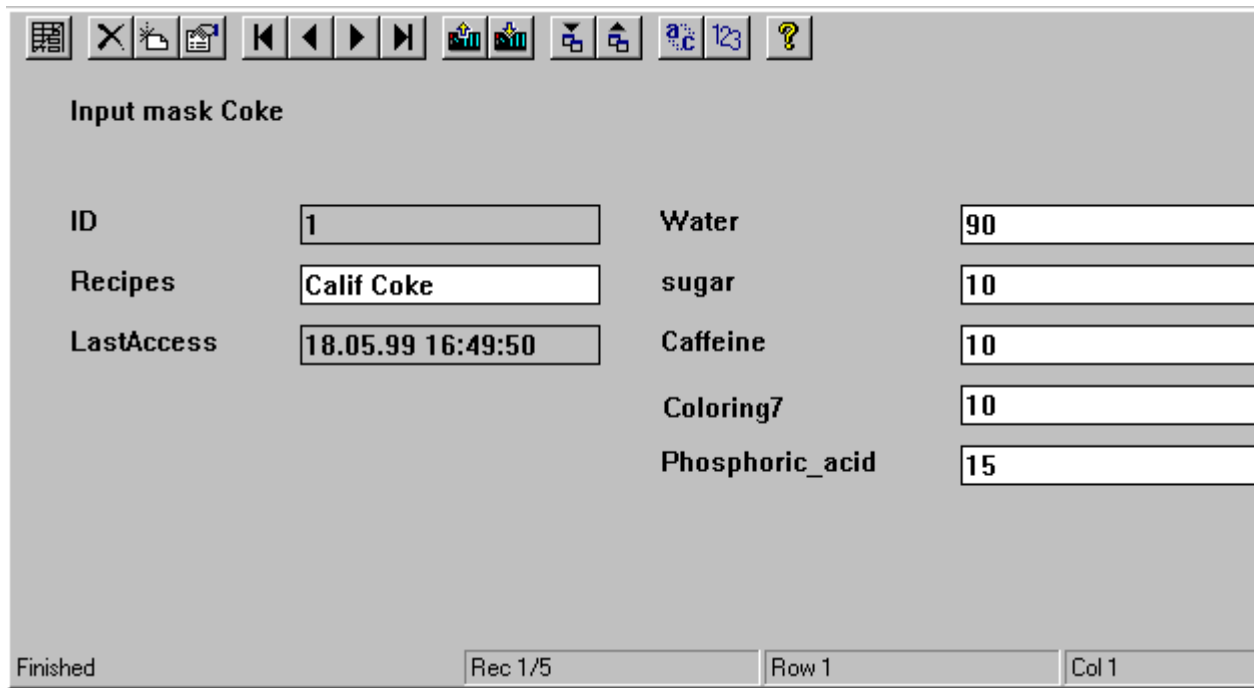 a c 123 ?
Input mask Coke
ID 1 Water 90
Recipes Calif Coke sugar 10
LastAccess 18.05.99 16:49:50 Caffeine 10
Coloring7 10
Phosphoric_acid 15
Finished Rec 1/5 Row 1 Col 1